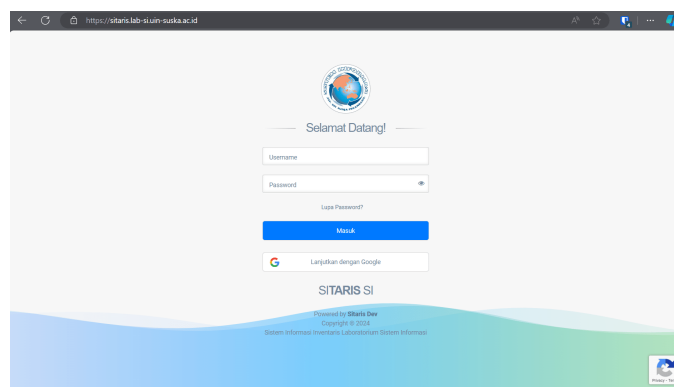 https://sitaris.lab-si.uin-suska.ac.id
Selamat Datang!
Username
Password
Lupa Password?
Masuk
Lanjutkan dengan Google
SITARIS SI
Powered by Sitaris Dev
Copyright © 2024
Sistem Informasi Inventaris Laboratorium Sistem Informasi